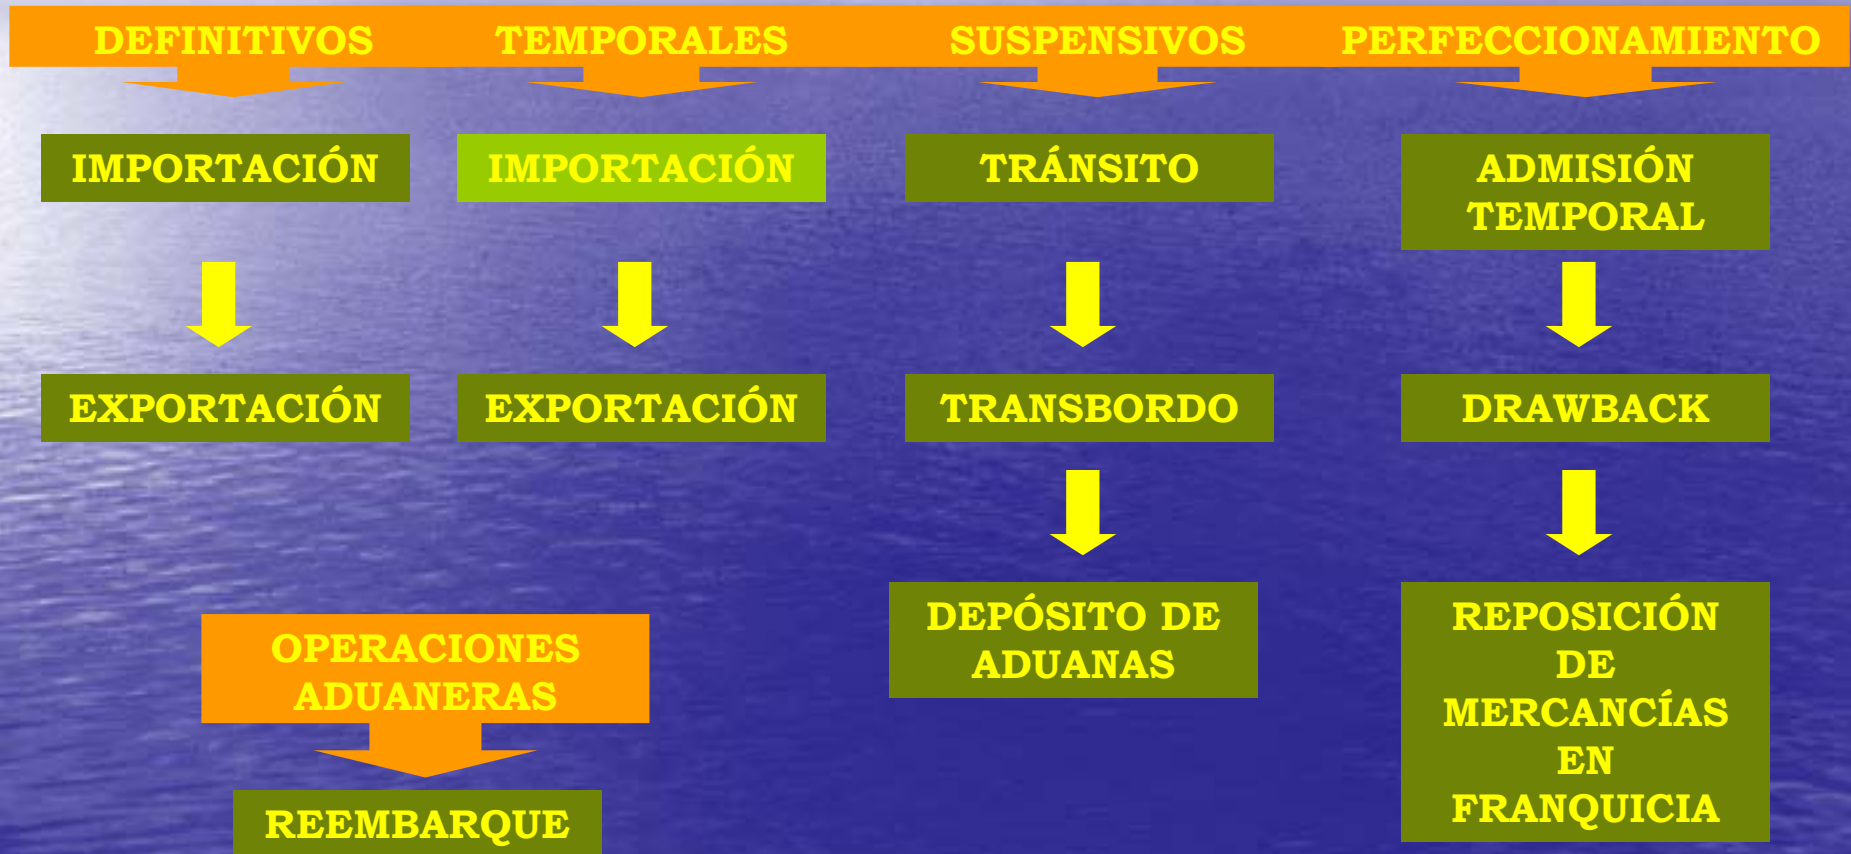 DEFINITIVOS
TEMPORALES
SUSPENSIVOS
PERFECCIONAMIENTO
IMPORTACIÓN
IMPORTACIÓN
TRÁNSITO
ADMISIÓN
TEMPORAL
EXPORTACIÓN
EXPORTACIÓN
TRANSBORDO
DRAWBACK
DEPÓSITO DE
ADUANAS
REPOSICIÓN
DE
MERCANCÍAS
EN
FRANQUICIA
OPERACIONES
ADUANERAS
REEMBARQUE